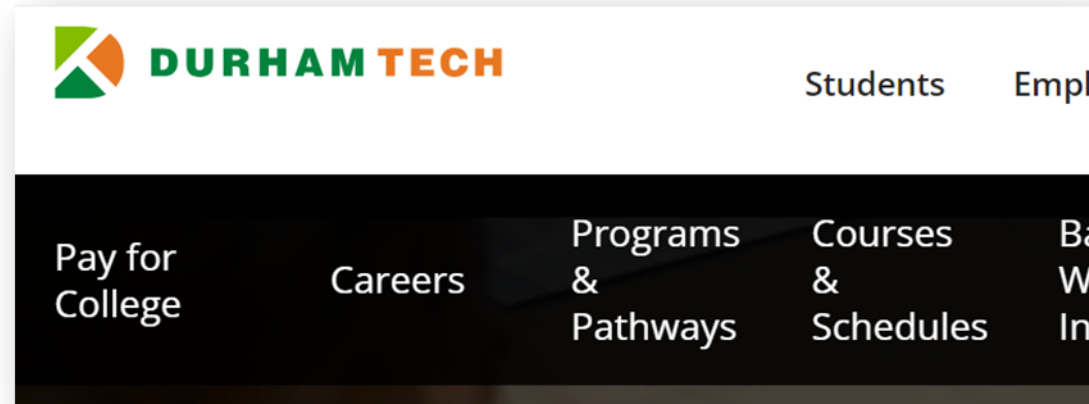 DURHAM TECH
Students
Pay for
College
Careers
Programs
&
Pathways
Courses
&
Schedules